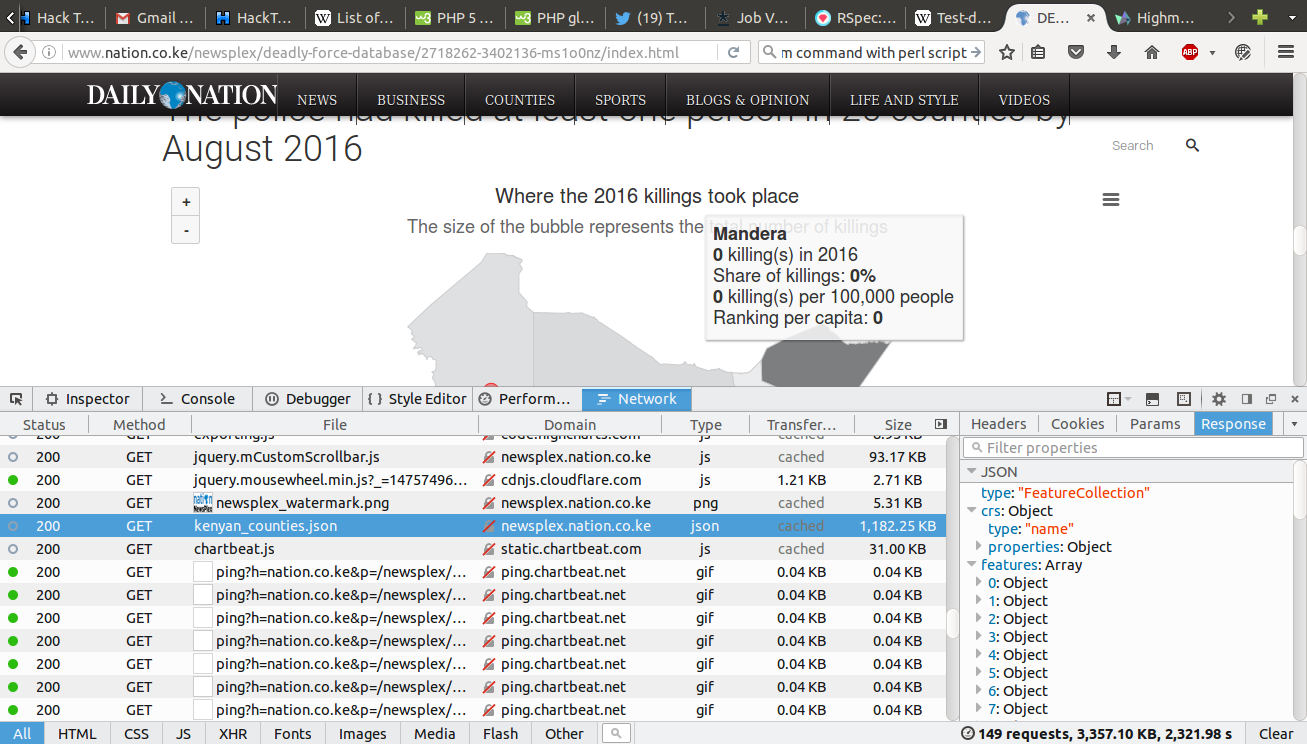 Hack T... Gmail ... HackT... List of... PHP 5 ... PHP gl... (19) T... Job V... RSpec:... Test-d... DE... Highm...
www.nation.co.ke/newsplex/deadly-force-database/2718262-3402136-ms1o0nz/index.html m command with perl script ABP
DAILY NATION NEWS BUSINESS COUNTIES SPORTS BLOGS & OPINION LIFE AND STYLE VIDEOS
The police had killed at least one person in 20 counties by
August 2016
Search
+
-
Where the 2016 killings took place
The size of the bubble represents the total number of killings
Mandera
0 killing(s) in 2016
Share of killings: 0%
0 killing(s) per 100,000 people
Ranking per capita: 0
Inspector Console Debugger { } Style Editor Perform... Network
Status Method File Domain Type Transfer... Size Headers Cookies Params Response
200 GET exporting.js code.highcharts.com js cached 8.95 KB
200 GET jquery.mCustomScrollbar.js newsplex.nation.co.ke js cached 93.17 KB
200 GET jquery.mousewheel.min.js?_=14757496... cdnjs.cloudflare.com js 1.21 KB 2.71 KB
200 GET newsplex_watermark.png newsplex.nation.co.ke png cached 5.31 KB
200 GET kenyan_counties.json newsplex.nation.co.ke json cached 1,182.25 KB
200 GET chartbeat.js static.chartbeat.com js cached 31.00 KB
200 GET ping?h=nation.co.ke&p=/newsplex/... ping.chartbeat.net gif 0.04 KB 0.04 KB
200 GET ping?h=nation.co.ke&p=/newsplex/... ping.chartbeat.net gif 0.04 KB 0.04 KB
200 GET ping?h=nation.co.ke&p=/newsplex/... ping.chartbeat.net gif 0.04 KB 0.04 KB
200 GET ping?h=nation.co.ke&p=/newsplex/... ping.chartbeat.net gif 0.04 KB 0.04 KB
200 GET ping?h=nation.co.ke&p=/newsplex/... ping.chartbeat.net gif 0.04 KB 0.04 KB
200 GET ping?h=nation.co.ke&p=/newsplex/... ping.chartbeat.net gif 0.04 KB 0.04 KB
200 GET ping?h=nation.co.ke&p=/newsplex/... ping.chartbeat.net gif 0.04 KB 0.04 KB
Filter properties
JSON
type: "FeatureCollection"
crs: Object
type: "name"
properties: Object
features: Array
0: Object
1: Object
2: Object
3: Object
4: Object
5: Object
6: Object
7: Object
All HTML CSS JS XHR Fonts Images Media Flash Other 149 requests, 3,357.10 KB, 2,321.98 s Clear